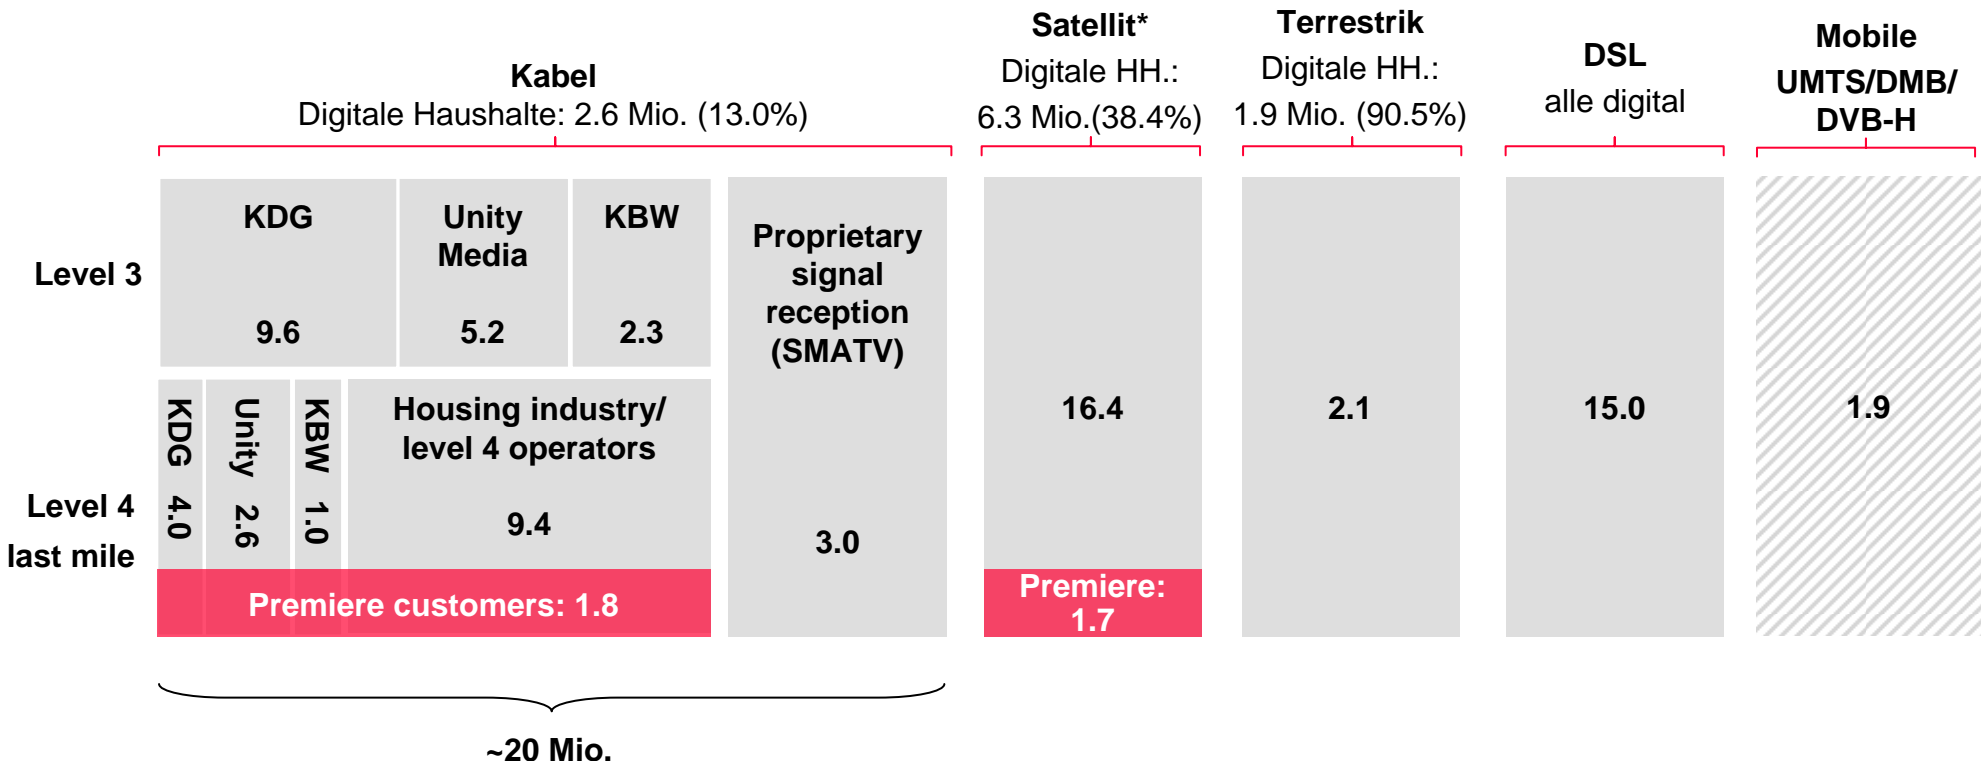 Kabel
Digitale Haushalte: 2.6 Mio. (13.0%)
Satellit*
Digitale HH.:
6.3 Mio.(38.4%)
Terrestrik
Digitale HH.:
1.9 Mio. (90.5%)
DSL
alle digital
Mobile
UMTS/DMB/
DVB-H
Level 3
KDG
9.6
Unity
Media
5.2
KBW
2.3
Proprietary
signal
reception
(SMATV)
3.0
Level 4
last mile
KDG 4.0
Unity 2.6
KBW 1.0
Housing industry/
level 4 operators
9.4
Premiere customers: 1.8
16.4
Premiere:
1.7
2.1
15.0
1.9
~20 Mio.